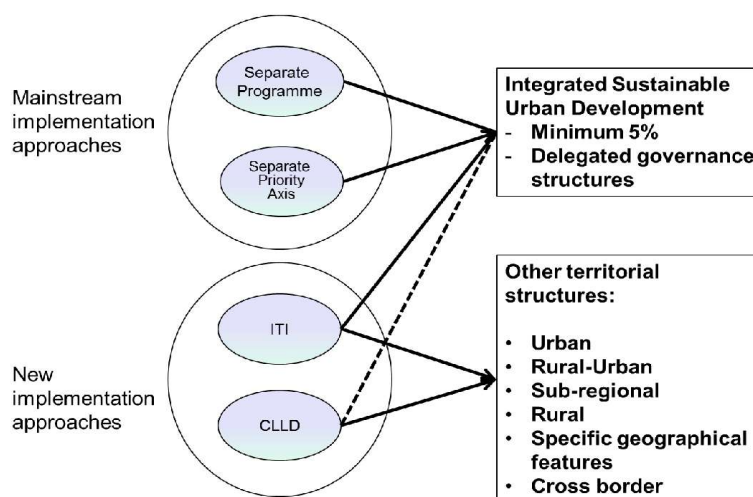 Mainstream
implementation
approaches
Separate
Programme
Separate
Priority
Axis
Integrated Sustainable
Urban Development
- Minimum 5%
- Delegated governance
structures
New
implementation
approaches
ITI
CLLD
Other territorial
structures:
• Urban
• Rural-Urban
• Sub-regional
• Rural
• Specific geographical
features
• Cross border